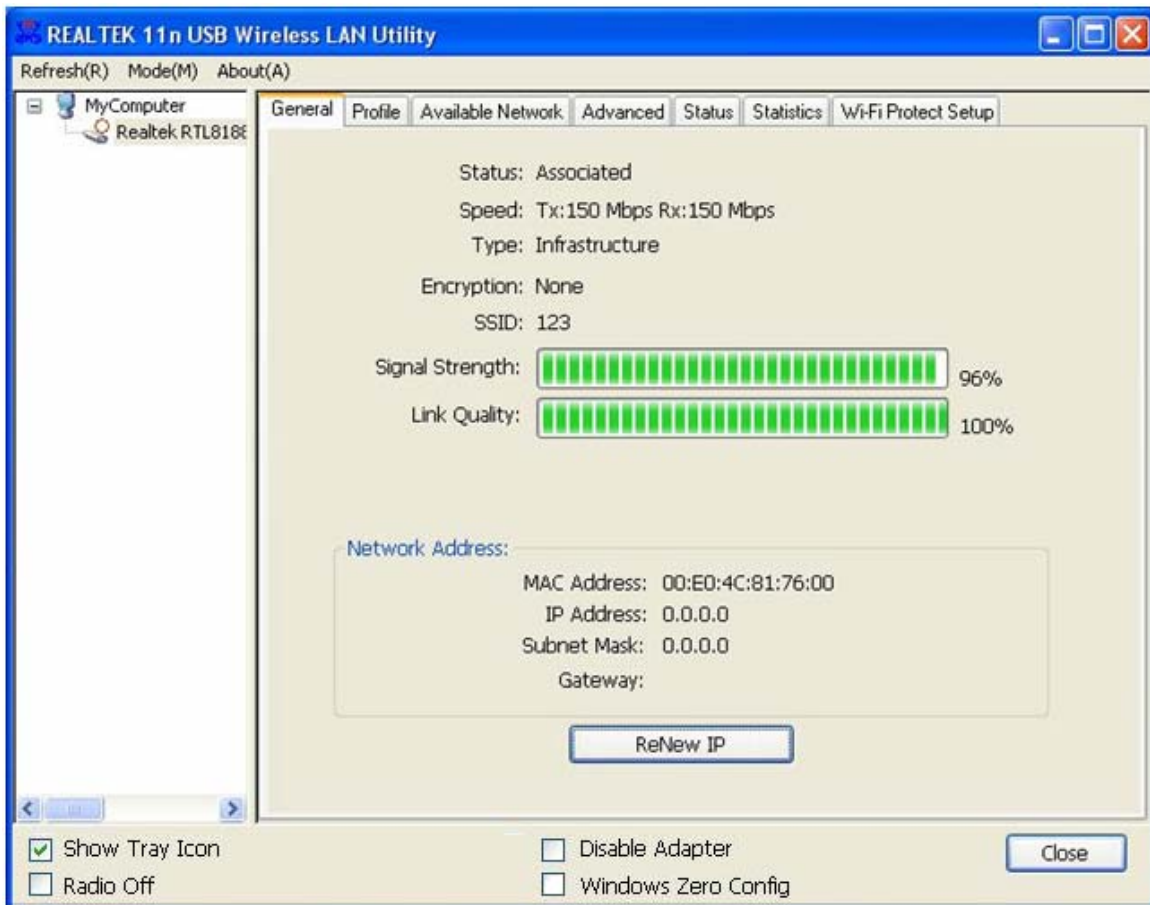 REALTEK 11n USB Wireless LAN Utility
Refresh(R) Mode(M) About(A)
MyComputer
Realtek RTL8188
General Profile Available Network Advanced Status Statistics Wi-Fi Protect Setup
Status: Associated
Speed: Tx:150 Mbps Rx:150 Mbps
Type: Infrastructure
Encryption: None
SSID: 123
Signal Strength: 96%
Link Quality: 100%
Network Address:
MAC Address: 00:E0:4C:81:76:00
IP Address: 0.0.0.0
Subnet Mask: 0.0.0.0
Gateway:
ReNew IP
Show Tray Icon
Radio Off
Disable Adapter
Windows Zero Config
Close